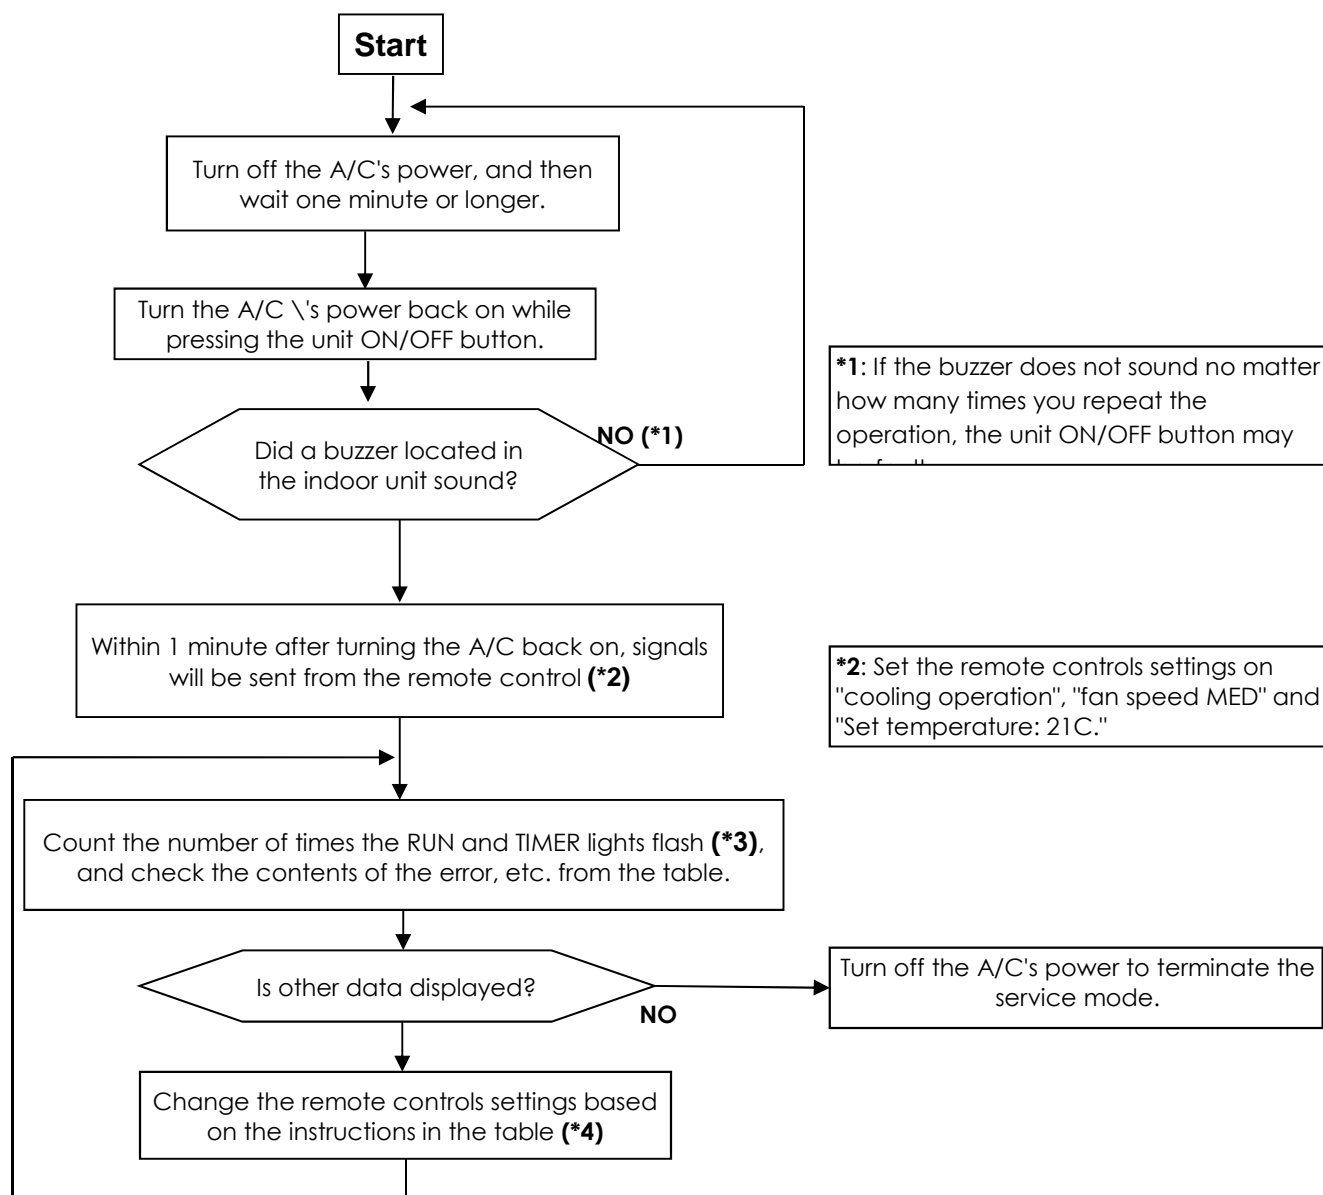 Start
Turn off the A/C's power, and then
wait one minute or longer.
Turn the A/C \'s power back on while
pressing the unit ON/OFF button.
Did a buzzer located in
the indoor unit sound?
NO (*1)
*1: If the buzzer does not sound no matter
how many times you repeat the
operation, the unit ON/OFF button may
Within 1 minute after turning the A/C back on, signals
will be sent from the remote control (*2)
*2: Set the remote controls settings on
"cooling operation", "fan speed MED" and
"Set temperature: 21C."
Count the number of times the RUN and TIMER lights flash (*3),
and check the contents of the error, etc. from the table.
Is other data displayed?
NO
Turn off the A/C's power to terminate the
service mode.
Change the remote controls settings based
on the instructions in the table (*4)